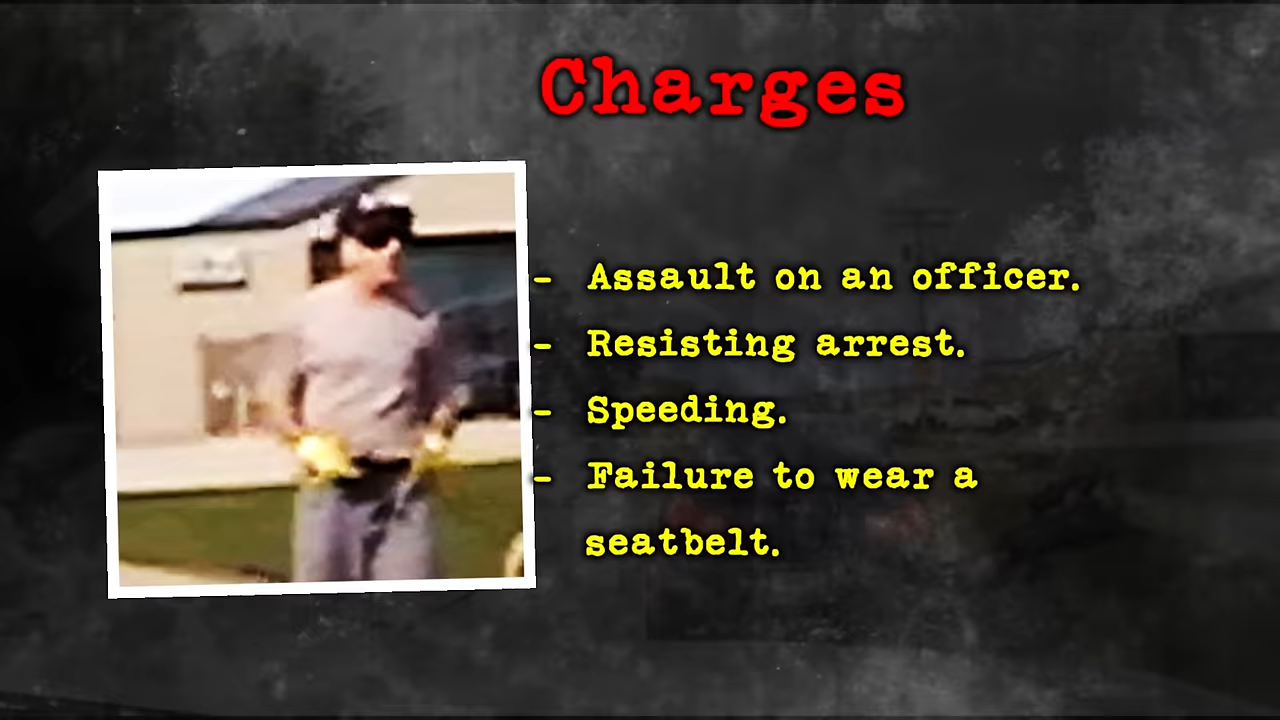 Charges
- Assault on an officer.
- Resisting arrest.
- Speeding.
- Failure to wear a
seatbelt.